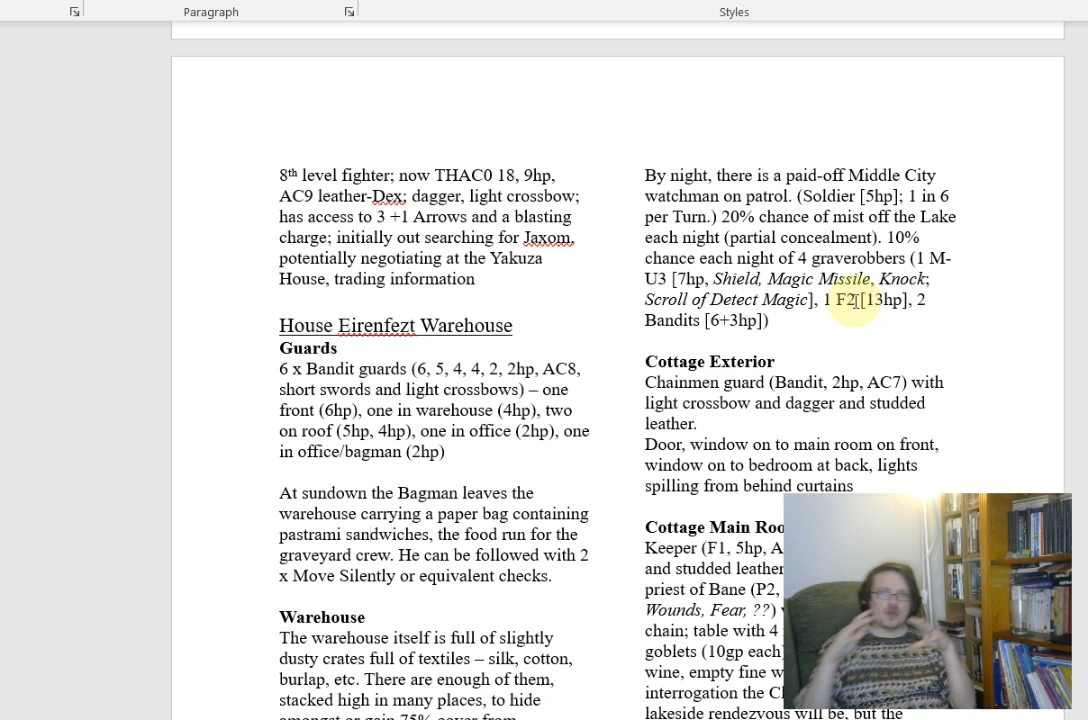 Paragraph
Styles
8th level fighter; now THAC0 18, 9hp,
AC9 leather-Dex; dagger, light crossbow;
has access to 3 +1 Arrows and a blasting
charge; initially out searching for Jaxom,
potentially negotiating at the Yakuza
House, trading information
House Eirenfezt Warehouse
Guards
6 x Bandit guards (6, 5, 4, 4, 2, 2hp, AC8,
short swords and light crossbows) – one
front (6hp), one in warehouse (4hp), two
on roof (5hp, 4hp), one in office (2hp), one
in office/bagman (2hp)
At sundown the Bagman leaves the
warehouse carrying a paper bag containing
pastrami sandwiches, the food run for the
graveyard crew. He can be followed with 2
x Move Silently or equivalent checks.
Warehouse
The warehouse itself is full of slightly
dusty crates full of textiles – silk, cotton,
burlap, etc. There are enough of them,
stacked high in many places, to hide
amongst or gain 75% cover from
By night, there is a paid-off Middle City
watchman on patrol. (Soldier [5hp]; 1 in 6
per Turn.) 20% chance of mist off the Lake
each night (partial concealment). 10%
chance each night of 4 graverobbers (1 M-
U3 [7hp, Shield, Magic Missile, Knock;
Scroll of Detect Magic], 1 F2 [13hp], 2
Bandits [6+3hp])
Cottage Exterior
Chainmen guard (Bandit, 2hp, AC7) with
light crossbow and dagger and studded
leather.
Door, window on to main room on front,
window on to bedroom at back, lights
spilling from behind curtains
Cottage Main Roo
Keeper (F1, 5hp, A
and studded leather
priest of Bane (P2,
Wounds, Fear, ??)
chain; table with 4
goblets (10gp each)
wine, empty fine w
interrogation the C
lakeside rendezvous will be, but the